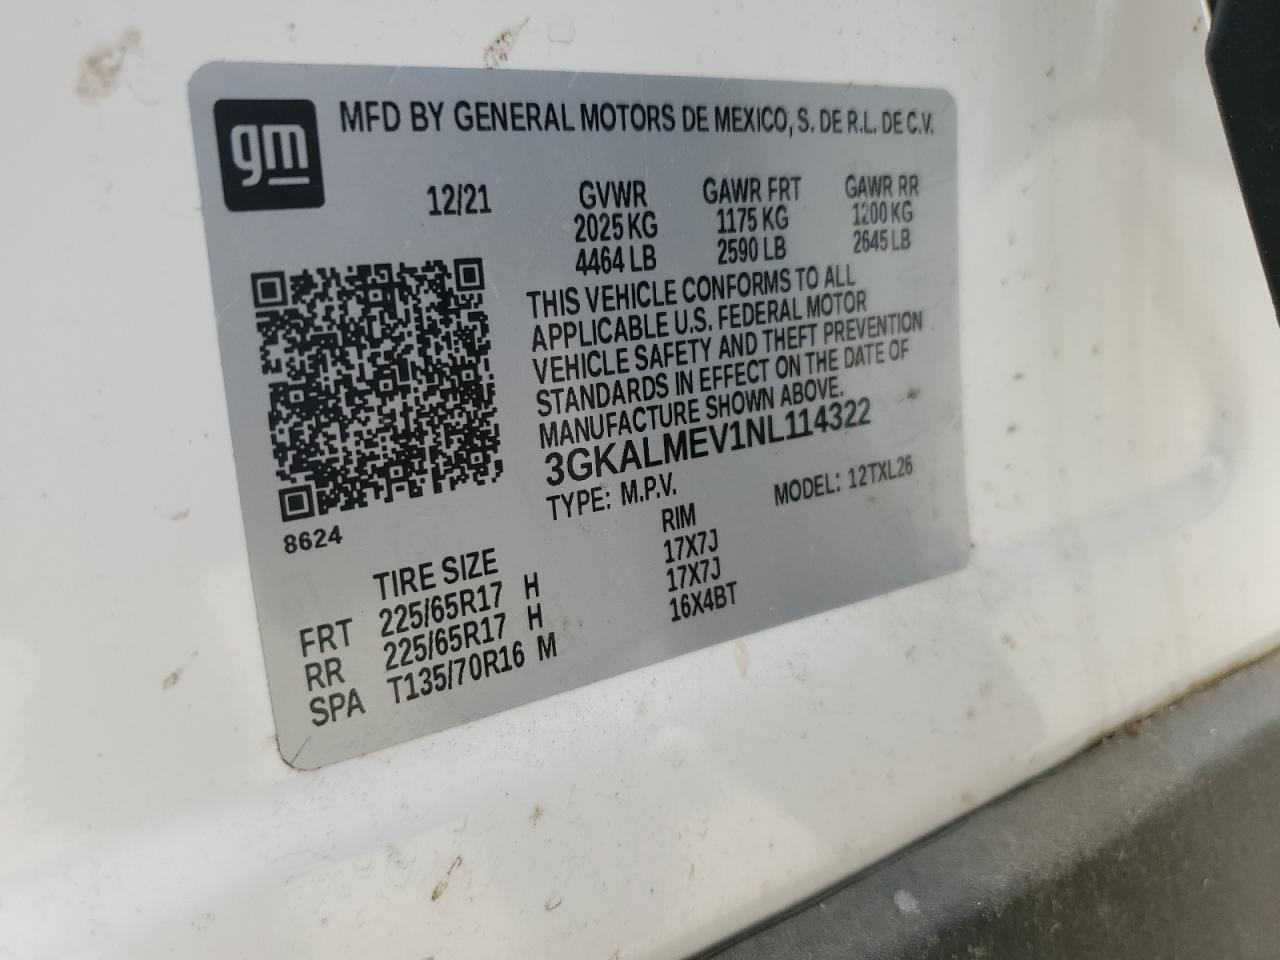 gm
MFD BY GENERAL MOTORS DE MEXICO, S. DE R.L. DE C.V.
12/21 GVWR GAWR FRT GAWR RR
2025 KG 1175 KG 1200 KG
4464 LB 2590 LB 2645 LB
THIS VEHICLE CONFORMS TO ALL
APPLICABLE U.S. FEDERAL MOTOR
VEHICLE SAFETY AND THEFT PREVENTION
STANDARDS IN EFFECT ON THE DATE OF
MANUFACTURE SHOWN ABOVE.
3GKALMEV1NL114322
TYPE: M.P.V. MODEL: 12TXL26
8624
TIRE SIZE RIM
FRT 225/65R17 H 17X7J
RR 225/65R17 H 17X7J
SPA T135/70R16 M 16X4BT